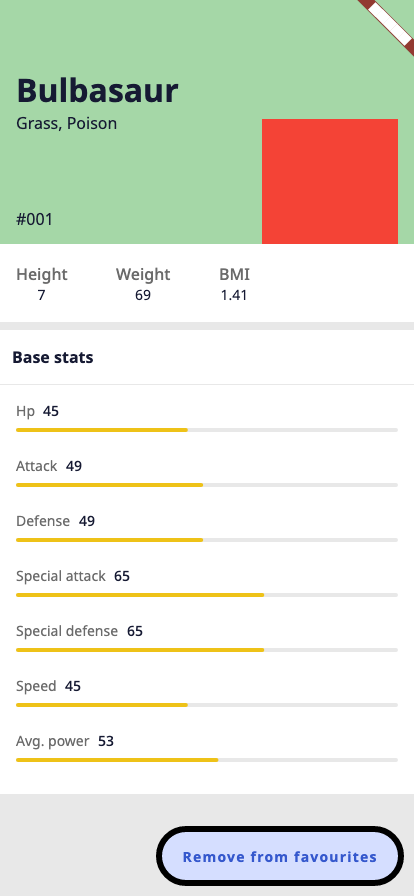 Bulbasaur
Grass, Poison
#001
Height Weight BMI
7 69 1.41
Base stats
Hp 45
Attack 49
Defense 49
Special attack 65
Special defense 65
Speed 45
Avg. power 53
Remove from favourites